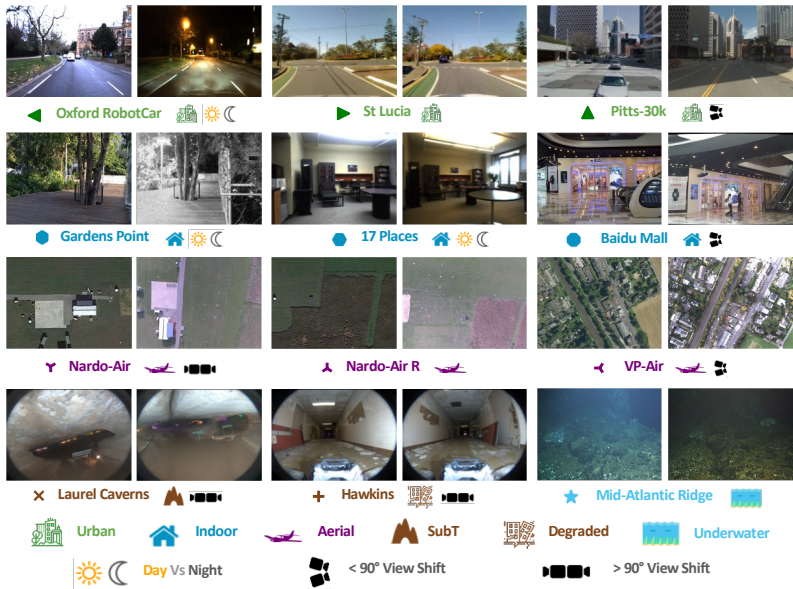 Oxford RobotCar St Lucia Pitts-30k
Gardens Point 17 Places Baidu Mall
Nardo-Air Nardo-Air R VP-Air
Laurel Caverns Hawkins Mid-Atlantic Ridge
Urban Indoor Aerial SubT Degraded Underwater
Day Vs Night < 90° View Shift > 90° View Shift